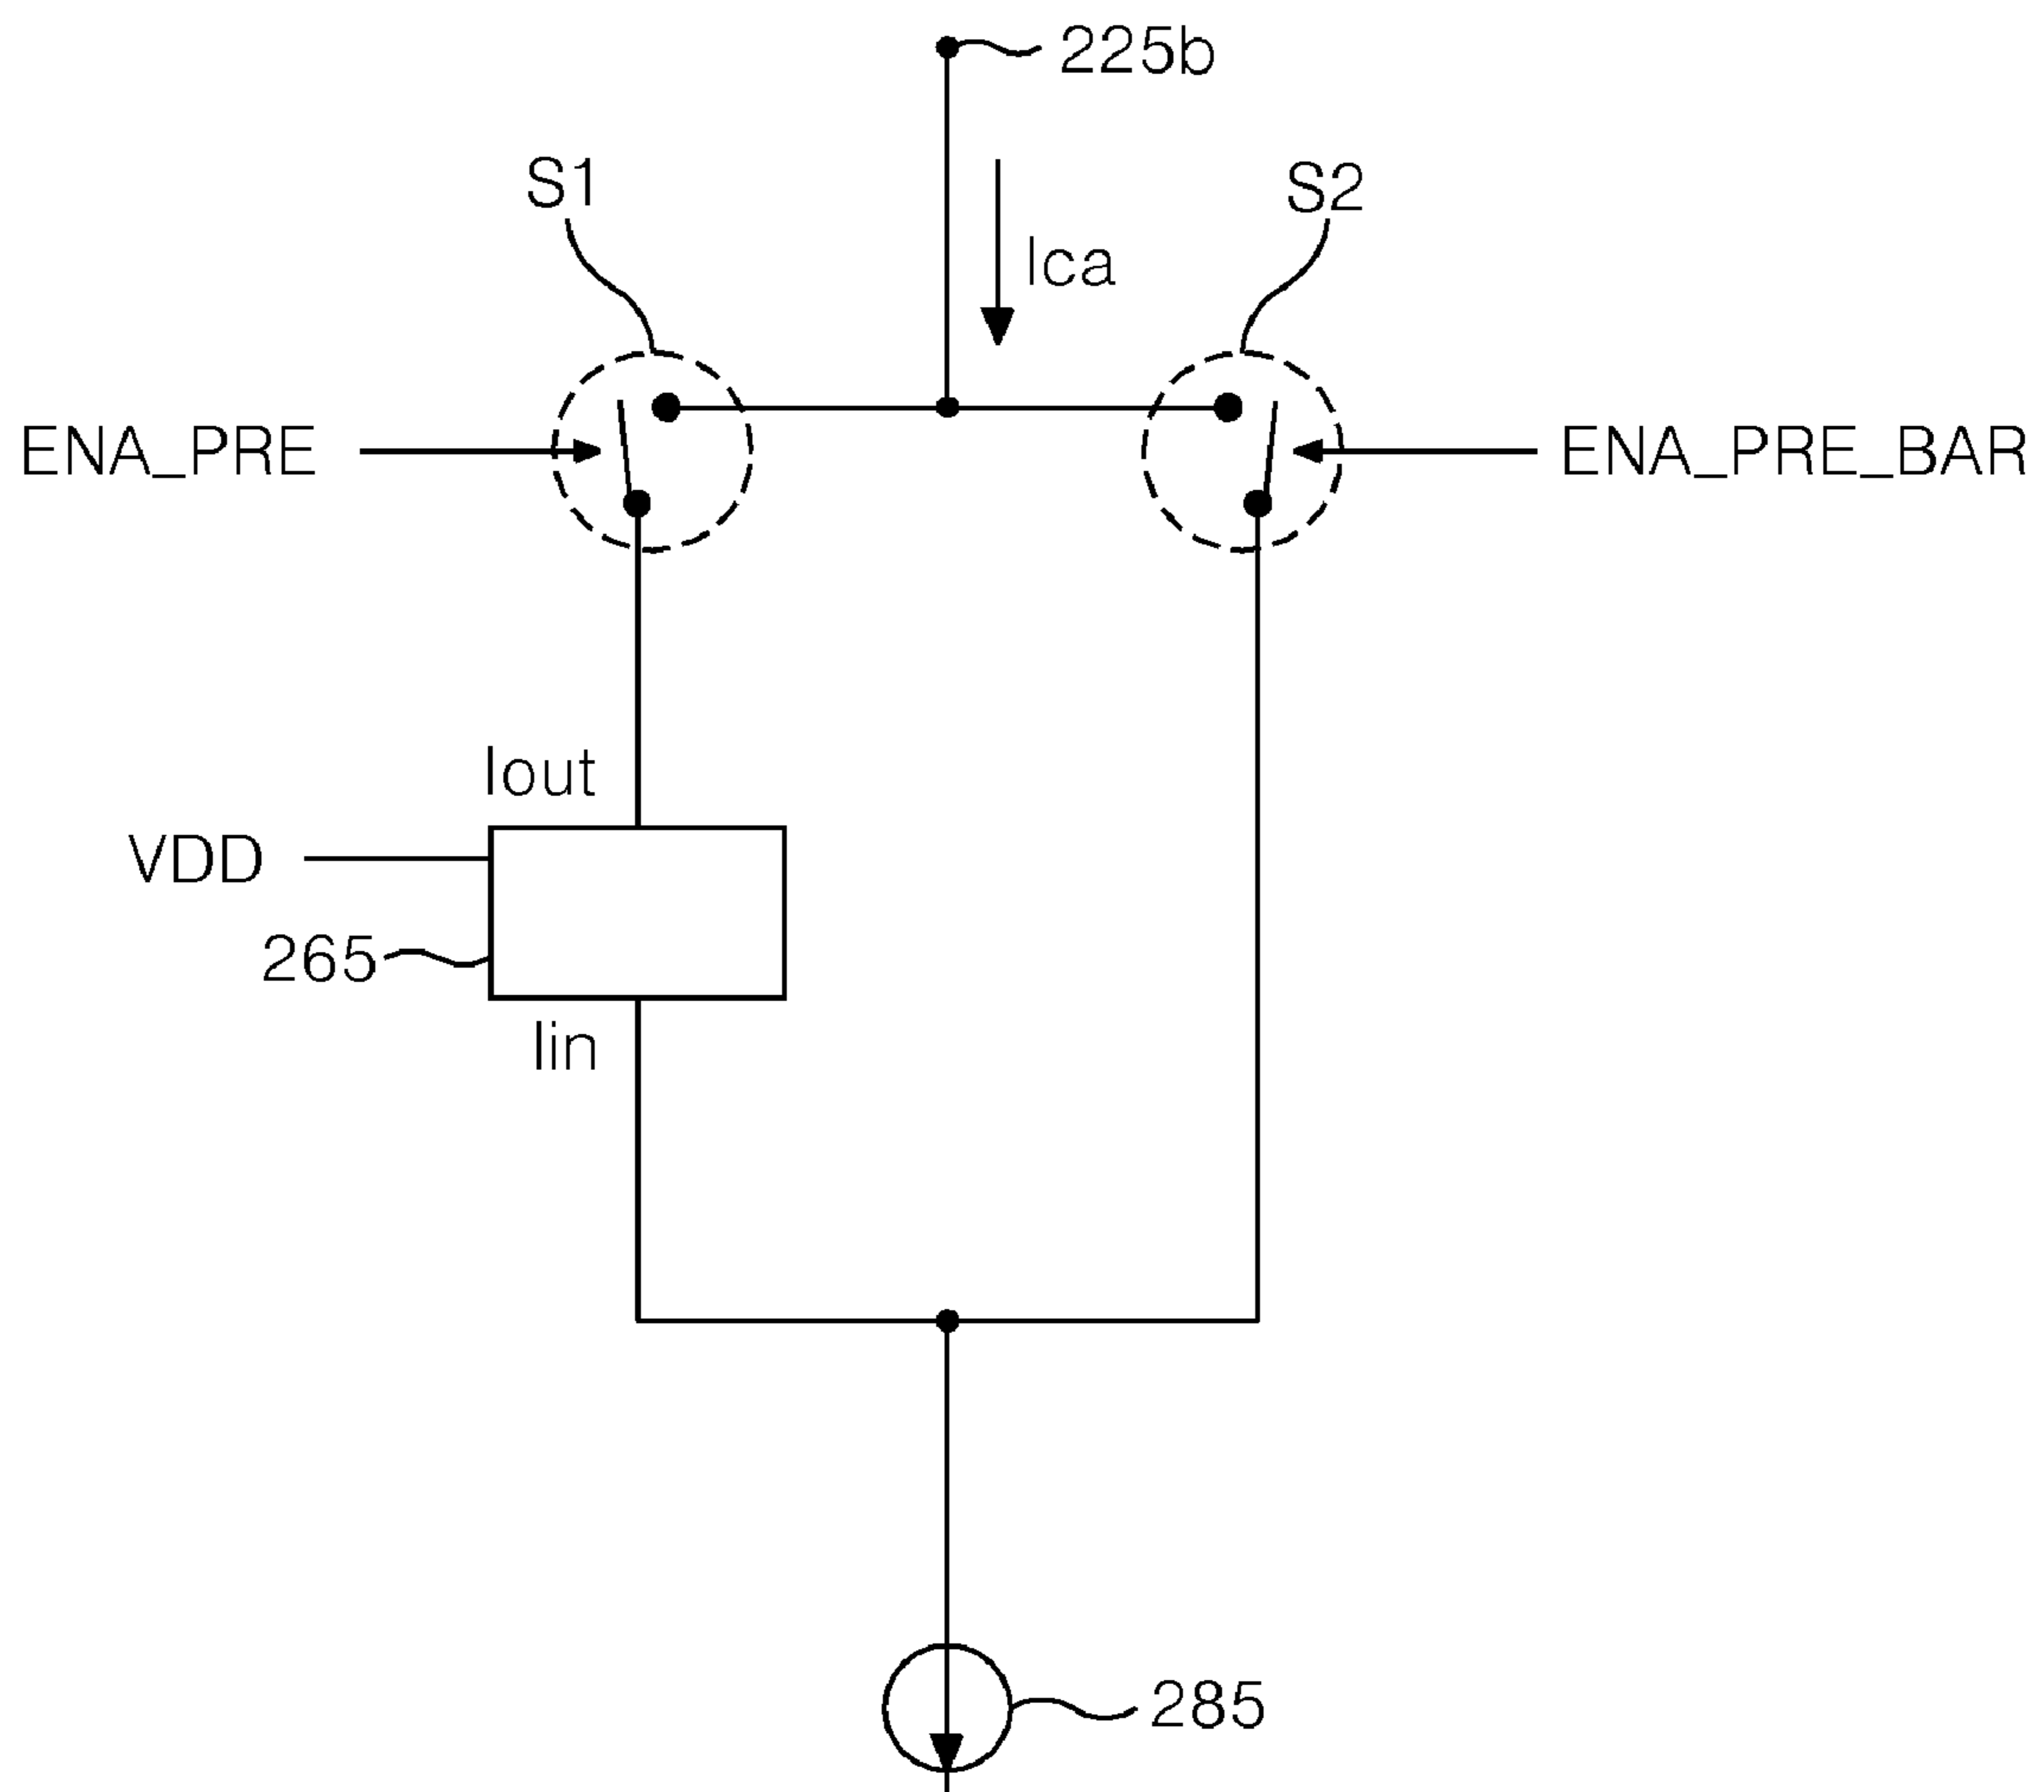 225b
S1
S2
Ica
ENA_PRE
ENA_PRE_BAR
Iout
VDD
265
Iin
285